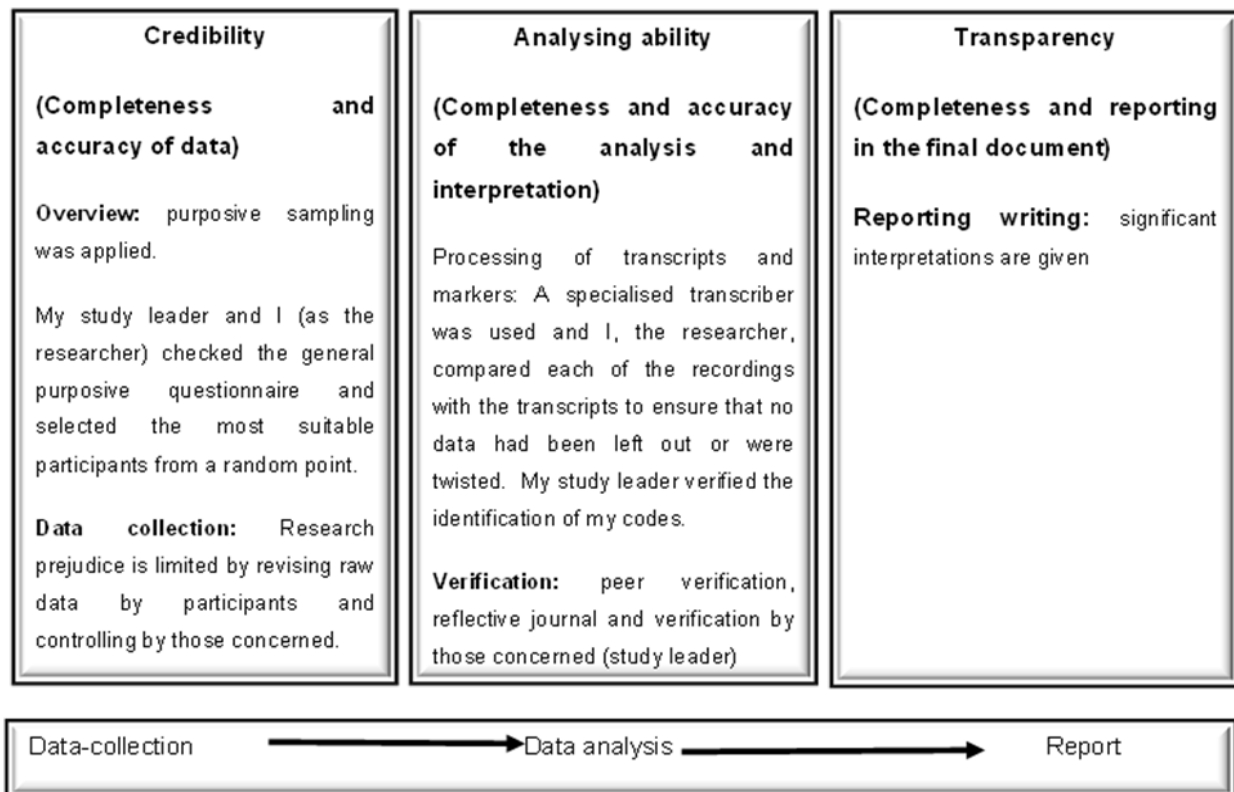 Credibility
(Completeness and
accuracy of data)
Overview: purposive sampling
was applied.
My study leader and I (as the
researcher) checked the general
purposive questionnaire and
selected the most suitable
participants from a random point.
Data collection: Research
prejudice is limited by revising raw
data by participants and
controlling by those concerned.
Analysing ability
(Completeness and accuracy
of the analysis and
interpretation)
Processing of transcripts and
markers: A specialised transcriber
was used and I, the researcher,
compared each of the recordings
with the transcripts to ensure that no
data had been left out or were
twisted. My study leader verified the
identification of my codes.
Verification: peer verification,
reflective journal and verification by
those concerned (study leader)
Transparency
(Completeness and reporting
in the final document)
Reporting writing: significant
interpretations are given
Data-collection Data analysis Report